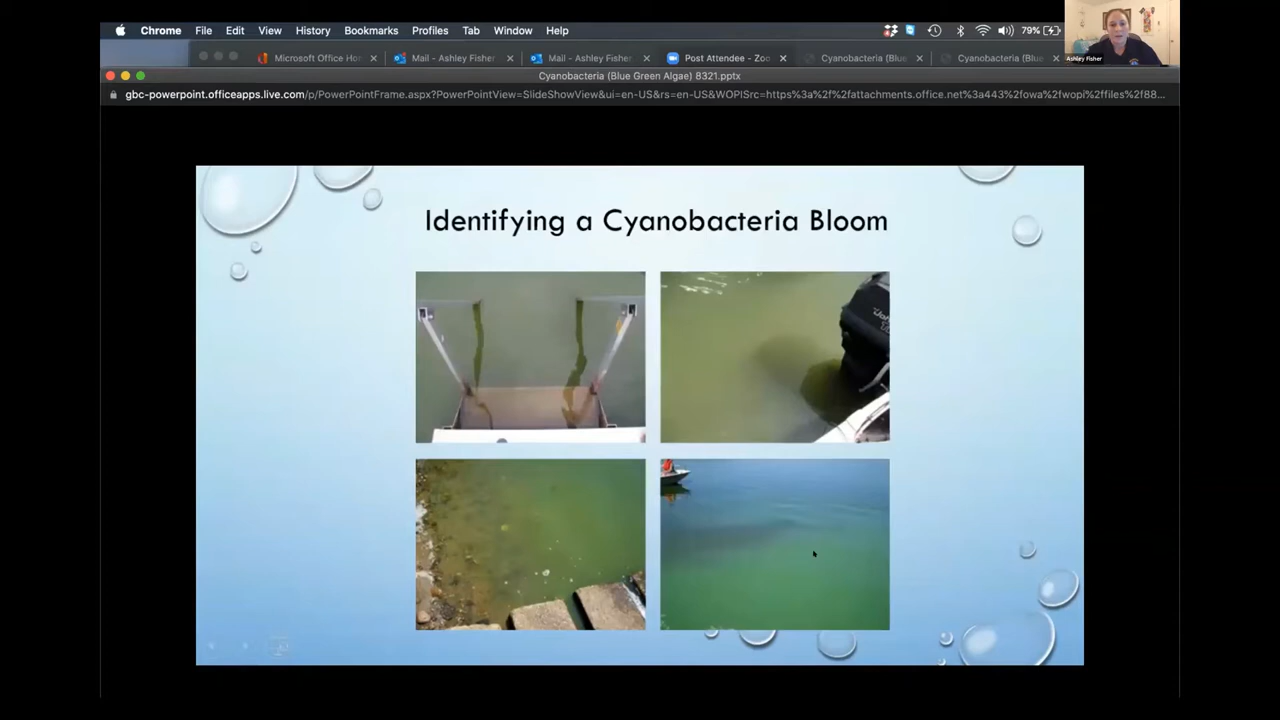 Chrome File Edit View History Bookmarks Profiles Tab Window Help 79%
Microsoft Office Ho Mail - Ashley Fisher Mail - Ashley Fisher Post Attendee - Zoo Cyanobacteria (Blue Cyanobacteria (Blue
Ashley Fisher
Cyanobacteria (Blue Green Algae) 8321.pptx
gbc-powerpoint.officeapps.live.com/p/PowerPointFrame.aspx?PowerPointView=SlideShowView&ui=en-US&rs=en-US&WOPISrc=https%3a%2f%2fattachments.office.net%3a443%2fowa%2fwopi%2ffiles%2f88...
Identifying a Cyanobacteria Bloom